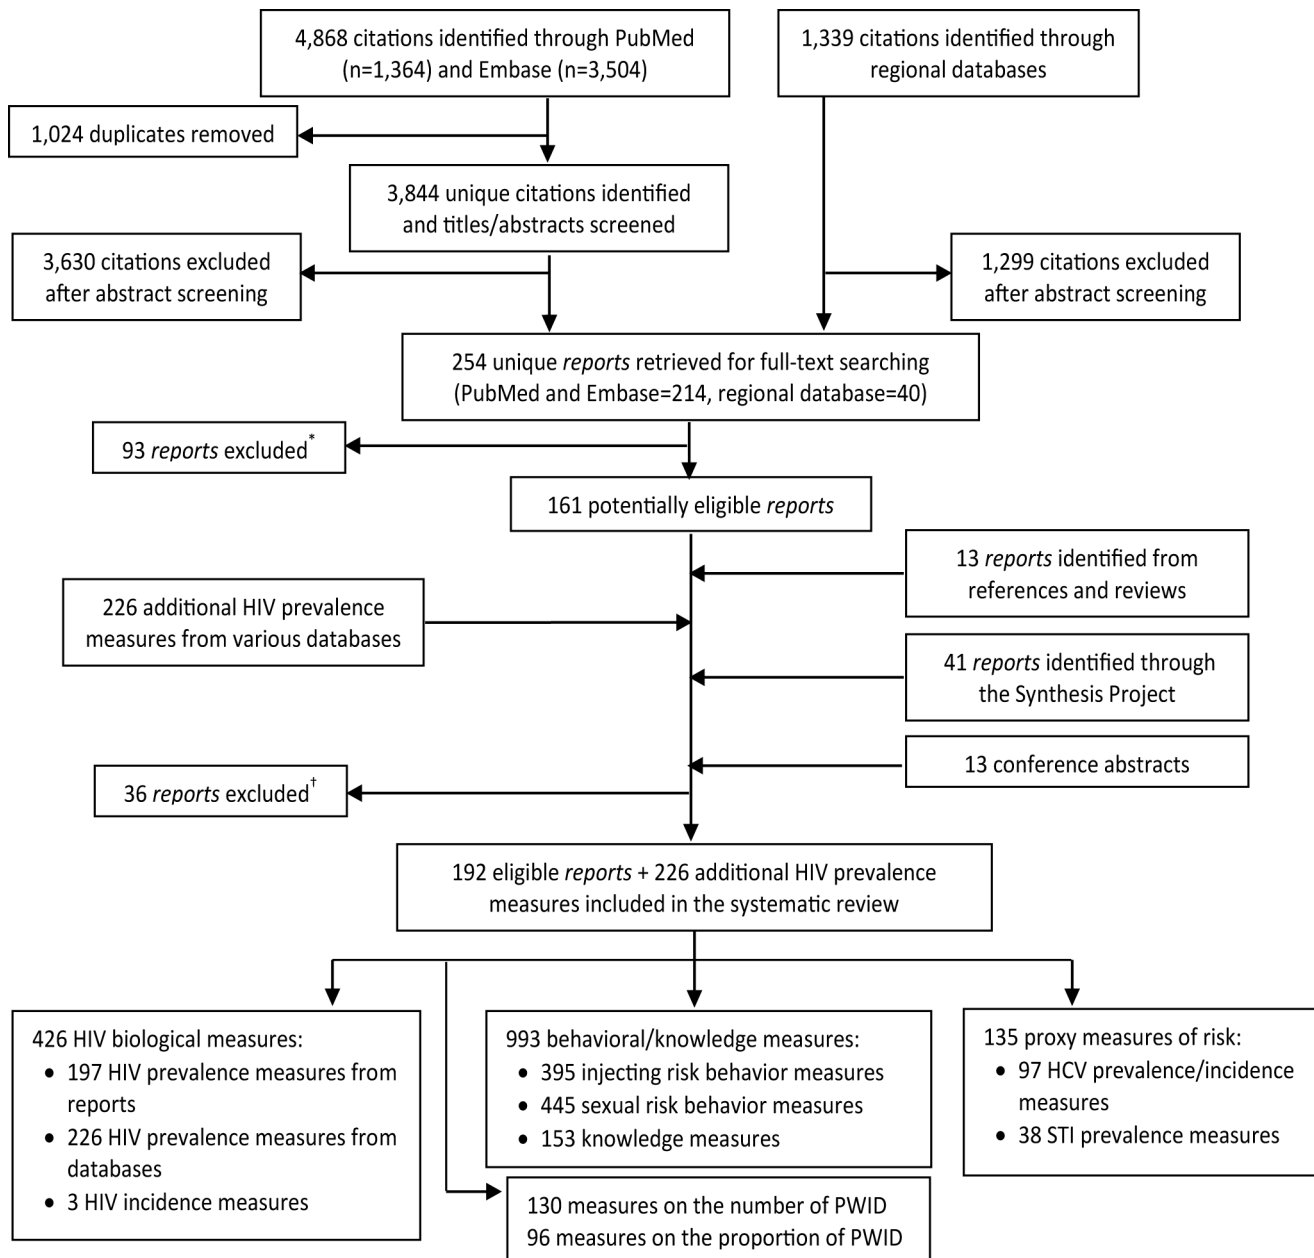 4,868 citations identified through PubMed
(n=1,364) and Embase (n=3,504)
1,339 citations identified through
regional databases
1,024 duplicates removed
3,844 unique citations identified
and titles/abstracts screened
3,630 citations excluded
after abstract screening
1,299 citations excluded
after abstract screening
254 unique reports retrieved for full-text searching
(PubMed and Embase=214, regional database=40)
93 reports excluded*
161 potentially eligible reports
13 reports identified from
references and reviews
226 additional HIV prevalence
measures from various databases
41 reports identified through
the Synthesis Project
13 conference abstracts
36 reports excluded†
192 eligible reports + 226 additional HIV prevalence
measures included in the systematic review
426 HIV biological measures:
• 197 HIV prevalence measures from
reports
• 226 HIV prevalence measures from
databases
• 3 HIV incidence measures
993 behavioral/knowledge measures:
• 395 injecting risk behavior measures
• 445 sexual risk behavior measures
• 153 knowledge measures
135 proxy measures of risk:
• 97 HCV prevalence/incidence
measures
• 38 STI prevalence measures
130 measures on the number of PWID
96 measures on the proportion of PWID